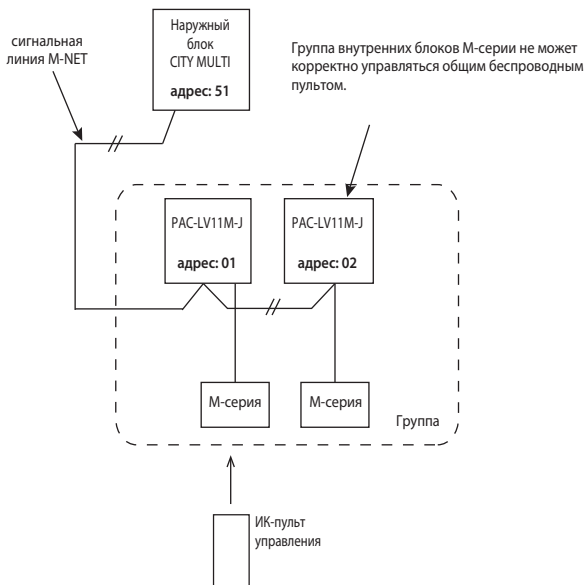 сигнальная
линия M-NET
Наружный
блок
CITY MULTI
адрес: 51
Группа внутренних блоков М-серии не может
корректно управляться общим беспроводным
пультом.
PAC-LV11M-J
адрес: 01
PAC-LV11M-J
адрес: 02
М-серия
М-серия
Группа
ИК-пульт
управления